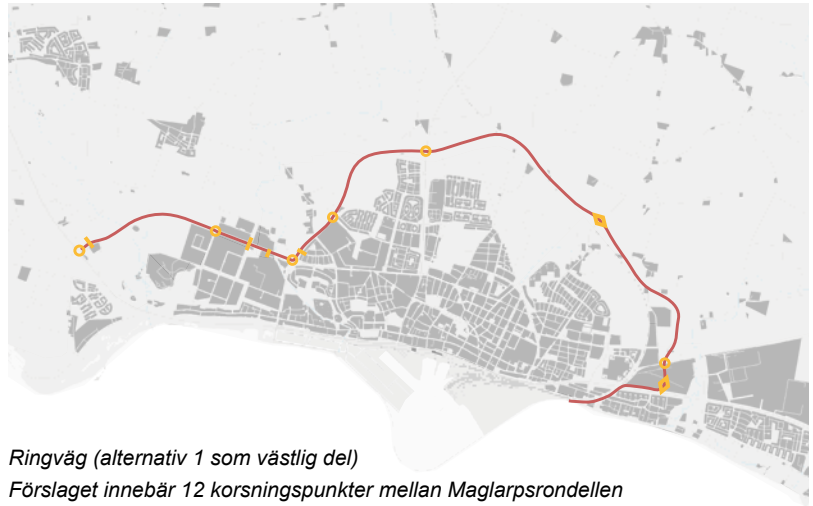 Ringväg (alternativ 1 som västlig del)
Förslaget innebär 12 korsningspunkter mellan Maglarpsrondellen